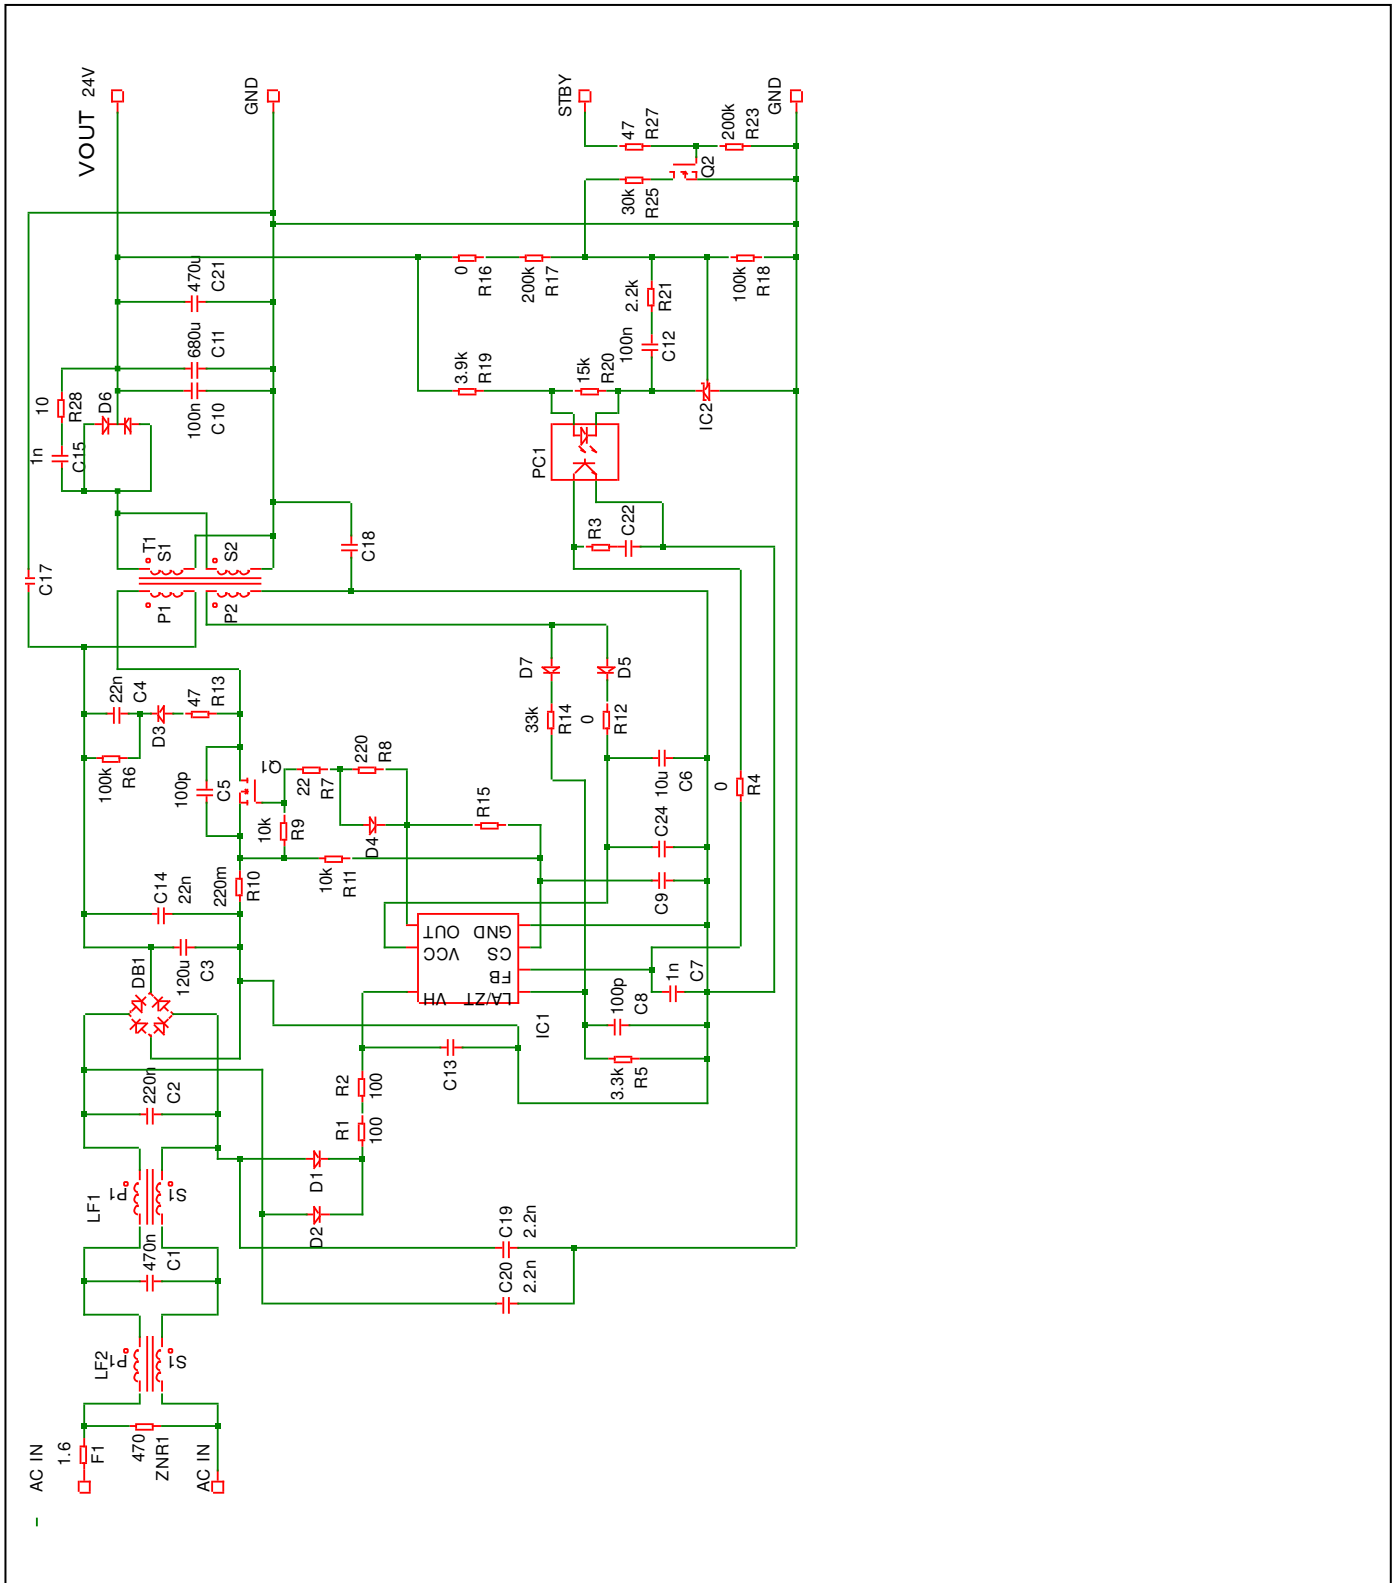 VOUT 24V
GND
STBY
GND
47
R27
200k
R23
Q2
30k
R25
470u
C21
0
R16
200k
R17
2.2k
R21
100k
R18
680u
C11
100n
C12
10
R28
D6
100n
C10
3.9k
R19
15k
R20
IC2
1n
C15
PC1
T1
S1
S2
C18
R3
C22
C17
P1
P2
22n
C4
47
R13
D3
100k
R6
D7
33k
R14
D5
0
R12
100p
C5
Q1
22
R7
220
R8
10u
C6
0
R4
10k
R9
D4
R15
C24
10k
R11
C14
22n
220m
R10
C9
OUT
GND
VCC
CS
FB
VH
LA/ZT
IC1
DB1
120u
C3
1n
C7
100p
C8
3.3k
R5
C13
220n
C2
R2
100
R1
100
D1
D2
LF1
P1
S1
C19
2.2n
C20
2.2n
470n
C1
LF2
P1
S1
AC IN
1.6
F1
470
ZNR1
AC IN